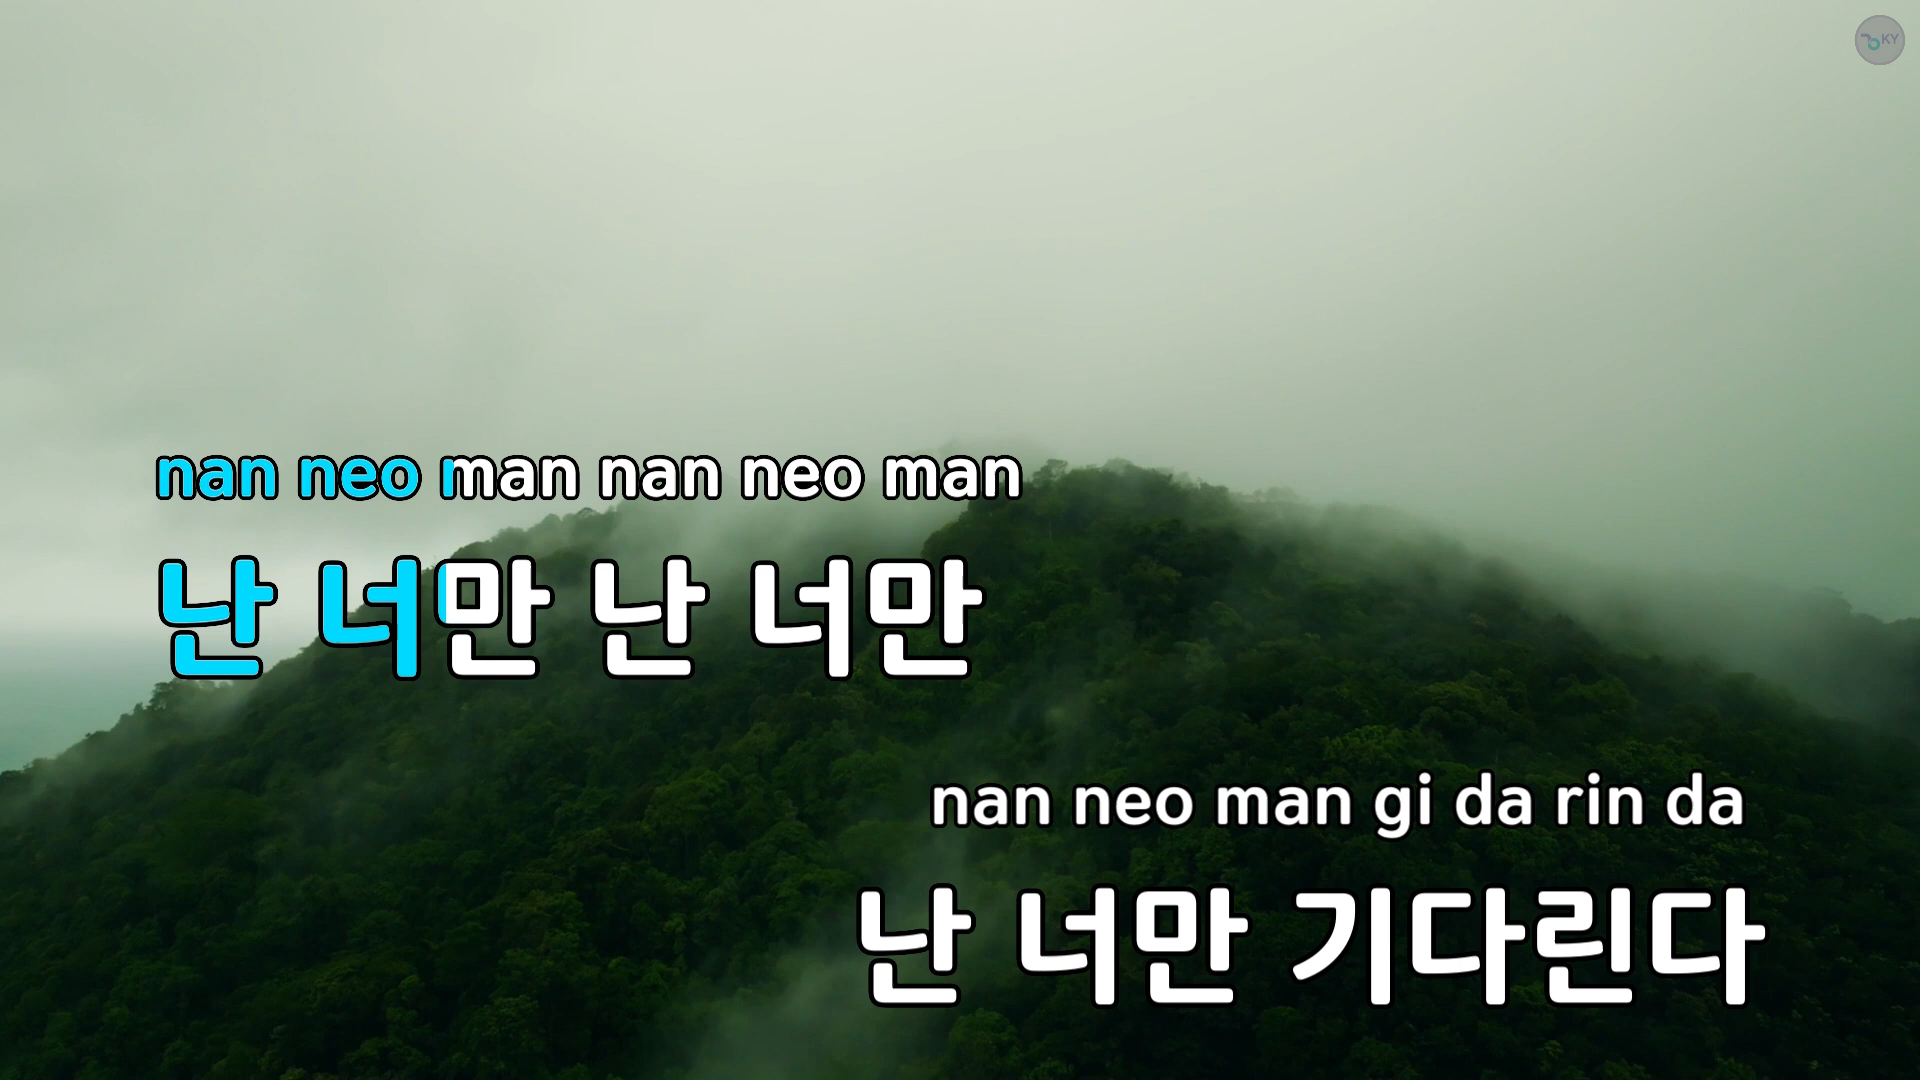 KY
nan neo man nan neo man
난 너만 난 너만
nan neo man gi da rin da
난 너만 기다린다